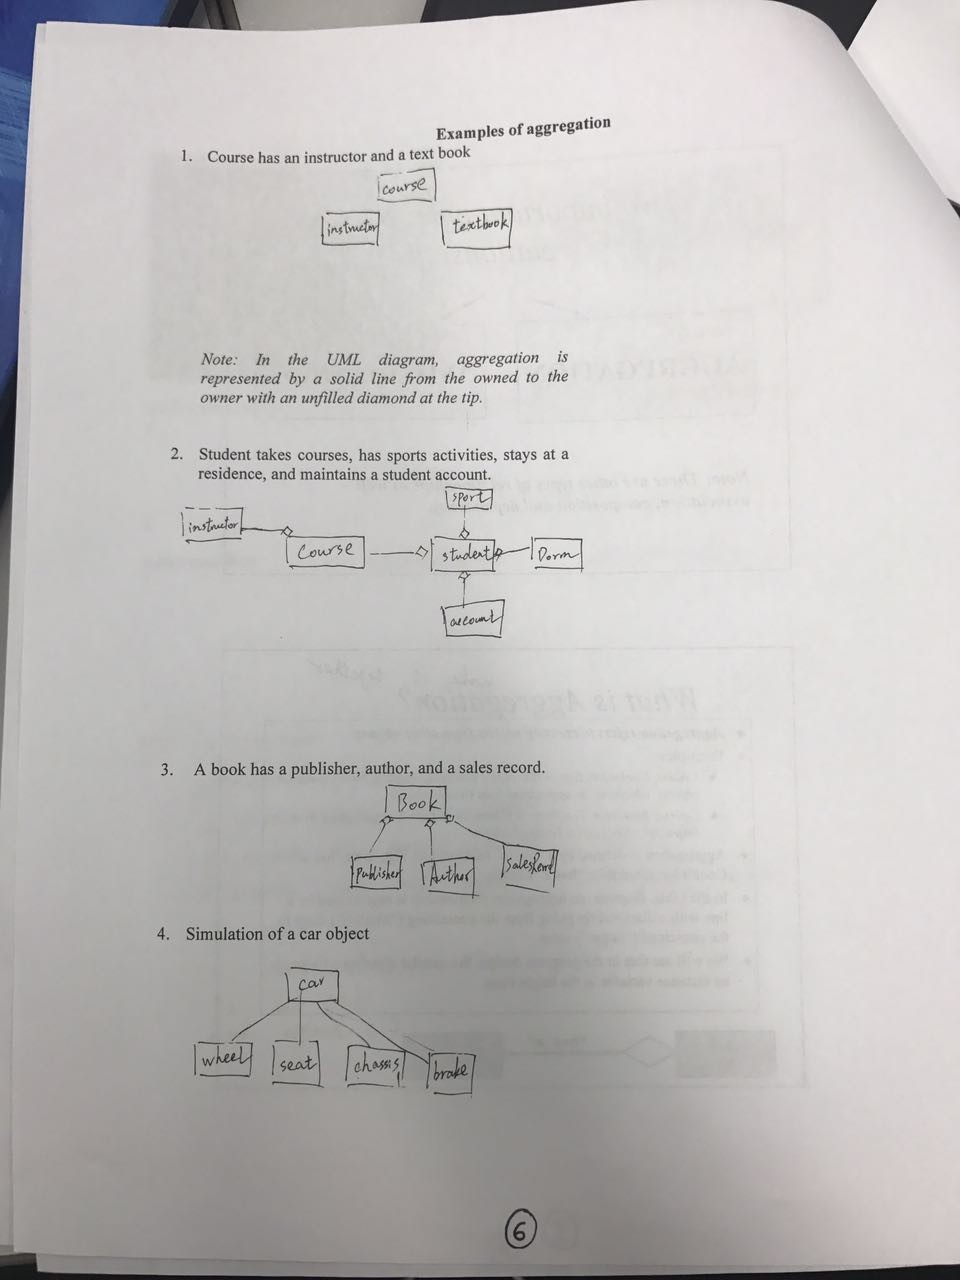 Examples of aggregation
1. Course has an instructor and a text book
course
instructor textbook
Note: In the UML diagram, aggregation is
represented by a solid line from the owned to the
owner with an unfilled diamond at the tip.
2. Student takes courses, has sports activities, stays at a
residence, and maintains a student account.
sport
instructor
Course student Dorm
account
What is Aggregation?
3. A book has a publisher, author, and a sales record.
Book
Publisher Author
4. Simulation of a car object
car
wheel seat chassis brake
6